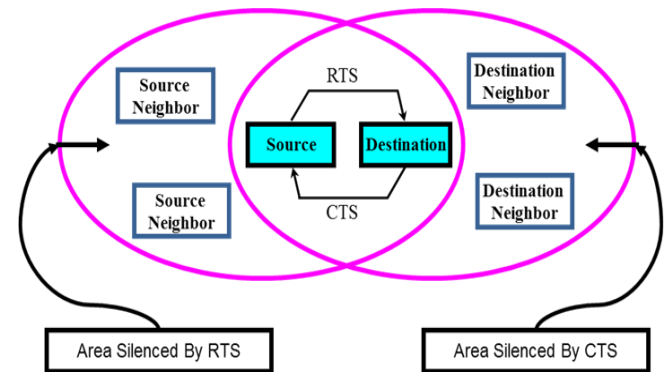 Source
Neighbor
RTS
Destination
Neighbor
Source
Destination
Source
Neighbor
CTS
Destination
Neighbor
Area Silenced By RTS
Area Silenced By CTS